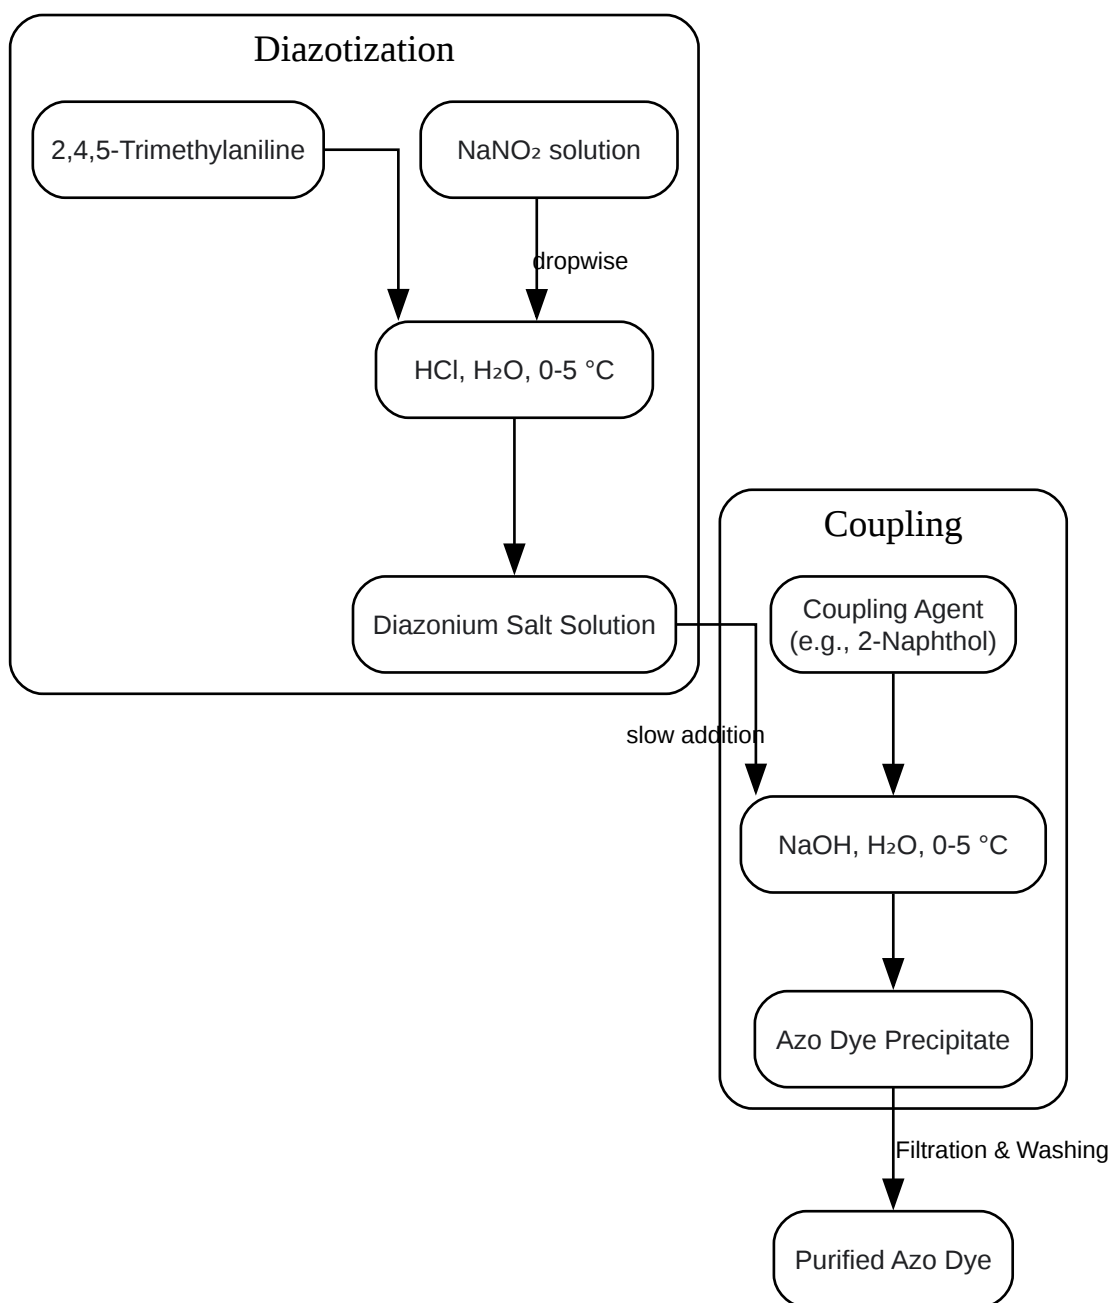 Diazotization
2,4,5-Trimethylaniline
NaNO₂ solution
dropwise
HCl, H₂O, 0-5 °C
Diazonium Salt Solution
slow addition
Coupling
Coupling Agent
(e.g., 2-Naphthol)
NaOH, H₂O, 0-5 °C
Azo Dye Precipitate
Filtration & Washing
Purified Azo Dye